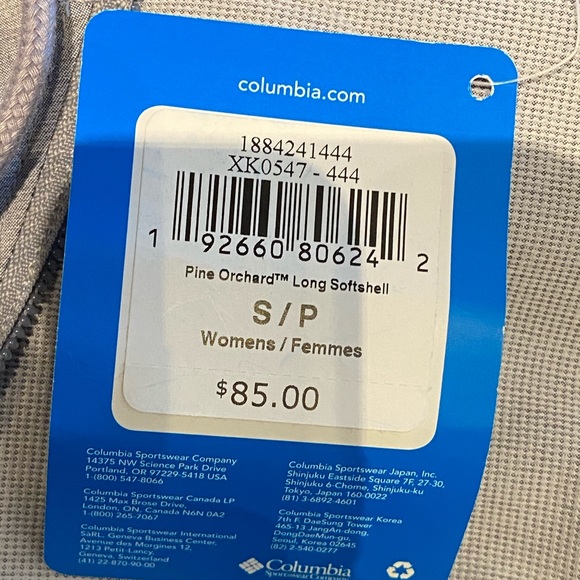 columbia.com
1884241444
XK0547 - 444
1 92660 80624 2
Pine Orchard™ Long Softshell
S / P
Womens / Femmes
$85.00
Columbia Sportswear Company
14375 NW Science Park Drive
Portland, OR 97229-5418 USA
1-(800) 547-8066
Columbia Sportswear Canada LP
1425 Max Brose Drive,
London, ON, Canada N6N 0A2
1-(800) 265-7067
Columbia Sportswear International
SaRL, Geneva Business Center,
Avenue des Morgines 12,
1213 Petit-Lancy,
Geneva, Switzerland
(41) 22-870-90-00
Columbia Sportswear Japan, Inc.
Shinjuku Eastside Square 7F, 27-30,
Shinjuku 6-Chome, Shinjuku-ku
Tokyo, Japan 160-0022
(81) 3-6892-4601
Columbia Sportswear Korea
7th F. DaeSung Tower
465-13 JangAn-dong,
DongDaeMun-gu,
Seoul, Korea 02645
(82) 2-540-0277
Columbia
Sportswear Company